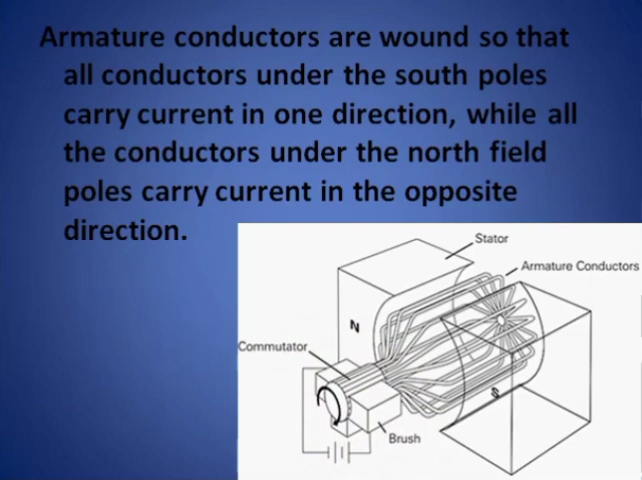 Armature conductors are wound so that
all conductors under the south poles
carry current in one direction, while all
the conductors under the north field
poles carry current in the opposite
direction.
Stator
Armature Conductors
N
Commutator
S
Brush